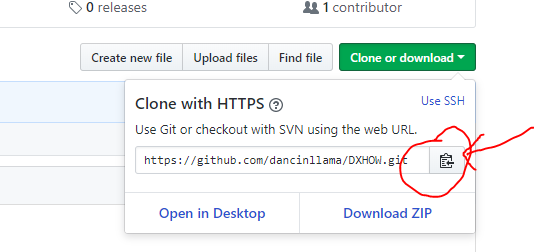 0 releases
1 contributor
Create new file
Upload files
Find file
Clone or download
Clone with HTTPS
Use SSH
Use Git or checkout with SVN using the web URL.
https://github.com/dancinllama/DXHOW.git
Open in Desktop
Download ZIP